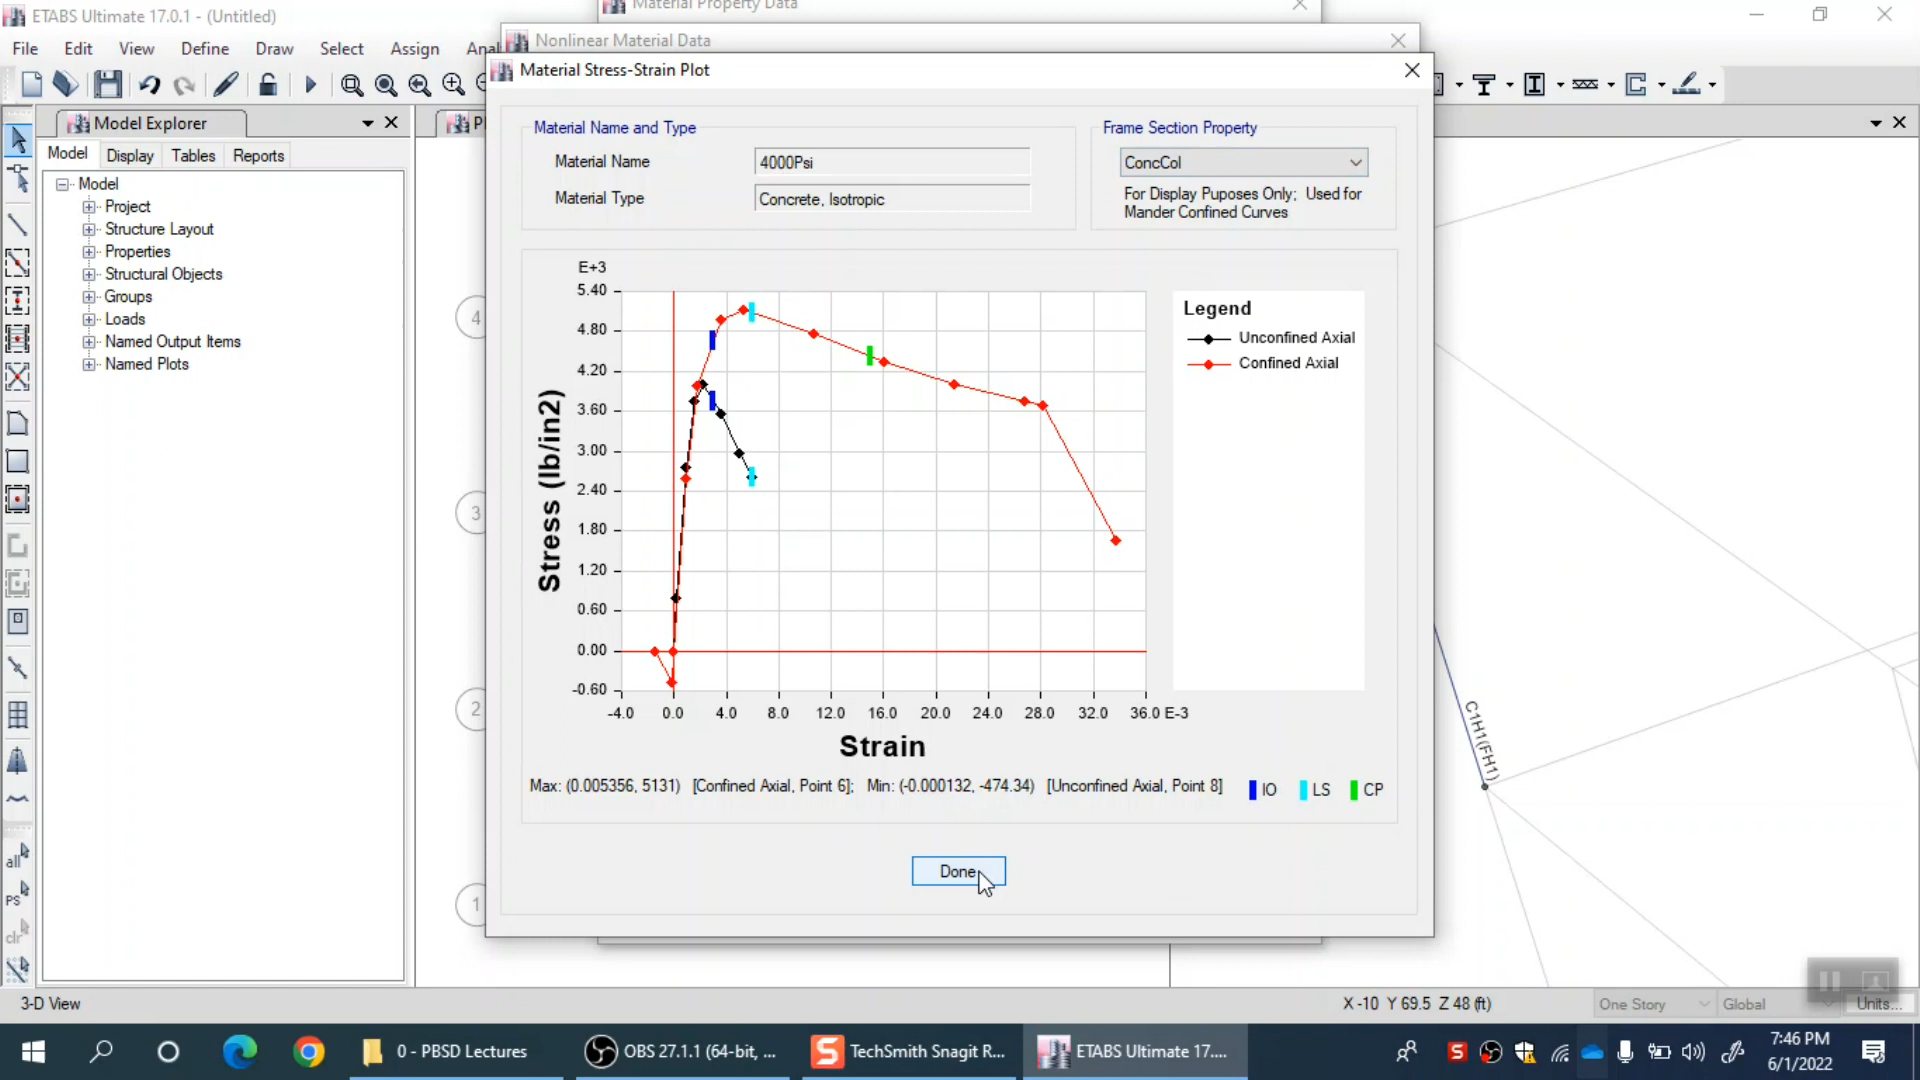 ETABS Ultimate 17.0.1 - (Untitled)
Material Property Data
File Edit View Define Draw Select Assign
Nonlinear Material Data
Material Stress-Strain Plot
Model Explorer
Model Display Tables Reports
Model
Project
Structure Layout
Properties
Structural Objects
Groups
Loads
Named Output Items
Named Plots
all
PS
clr
4
3
2
1
Material Name and Type
Material Name 4000Psi
Material Type Concrete, Isotropic
Frame Section Property
ConcCol
For Display Puposes Only; Used for
Mander Confined Curves
E+3
5.40
4.80
4.20
3.60
3.00
2.40
1.80
1.20
0.60
0.00
-0.60
Stress (lb/in2)
-4.0 0.0 4.0 8.0 12.0 16.0 20.0 24.0 28.0 32.0 36.0 E-3
Strain
Legend
Unconfined Axial
Confined Axial
Max: (0.005356, 5131) [Confined Axial, Point 6]; Min: (-0.000132, -474.34) [Unconfined Axial, Point 8]
IO LS CP
Done
C1H1(FH1)
3-D View
X -10 Y 69.5 Z 48 (ft)
One Story Global Units...
0 - PBSD Lectures
OBS 27.1.1 (64-bit, ...
TechSmith Snagit R...
ETABS Ultimate 17....
7:46 PM
6/1/2022